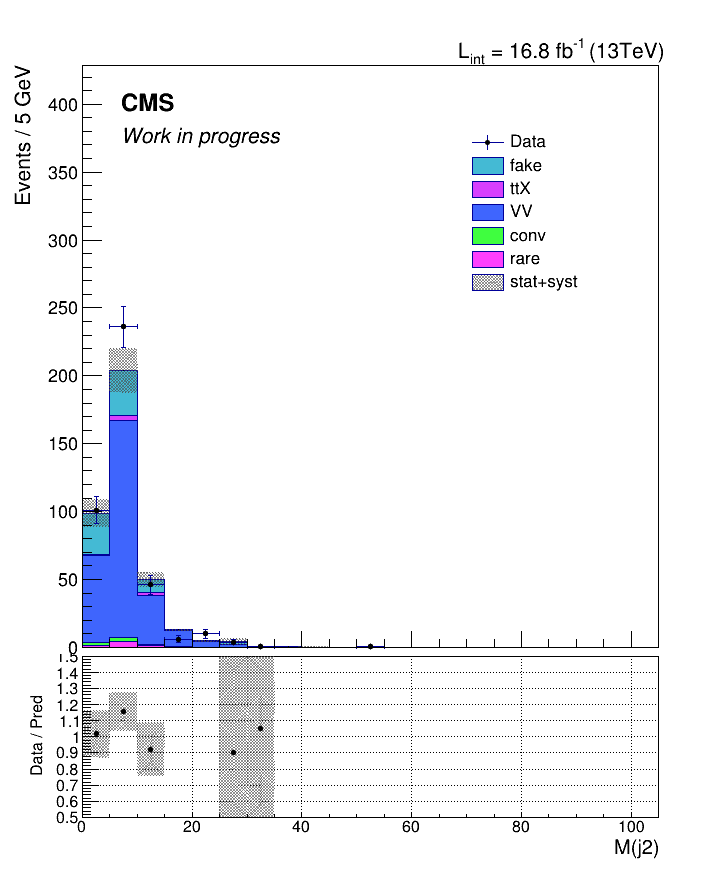 L_int = 16.8 fb^-1 (13TeV)
Events / 5 GeV
CMS
Work in progress
400
350
300
250
200
150
100
50
0
Data
fake
ttX
VV
conv
rare
stat+syst
Data / Pred
1.5
1.4
1.3
1.2
1.1
1
0.9
0.8
0.7
0.6
0.5
0 20 40 60 80 100
M(j2)